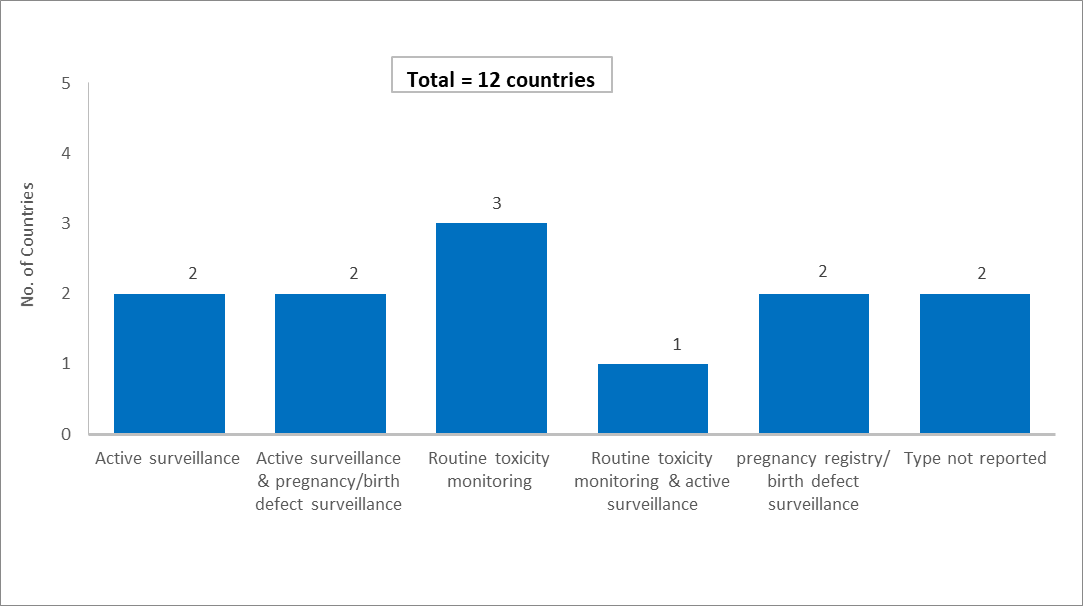 Total = 12 countries
No. of Countries
5
4
3
2
1
0
2
2
3
1
2
2
Active surveillance
Active surveillance
& pregnancy/birth
defect surveillance
Routine toxicity
monitoring
Routine toxicity
monitoring & active
surveillance
pregnancy registry/
birth defect
surveillance
Type not reported